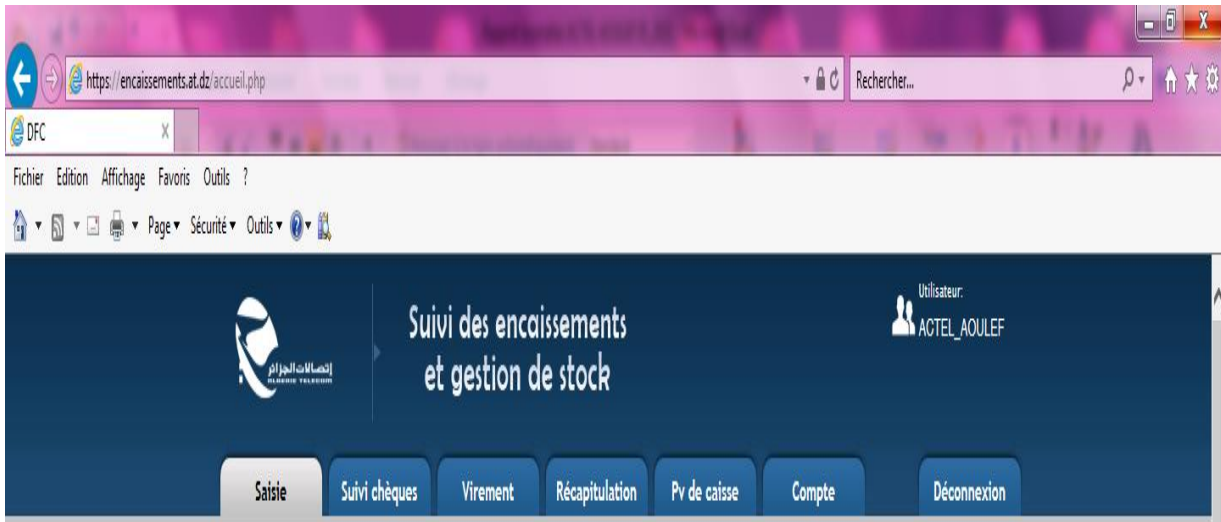 https://encaissements.at.dz/accueil.php
Rechercher...
DFC
Fichier Edition Affichage Favoris Outils ?
Page Sécurité Outils
Utilisateur:
ACTEL_AOULEF
Suivi des encaissements
et gestion de stock
إتصالات الجزائر
ALGERIE TELECOM
Saisie Suivi chèques Virement Récapitulation Pv de caisse Compte Déconnexion